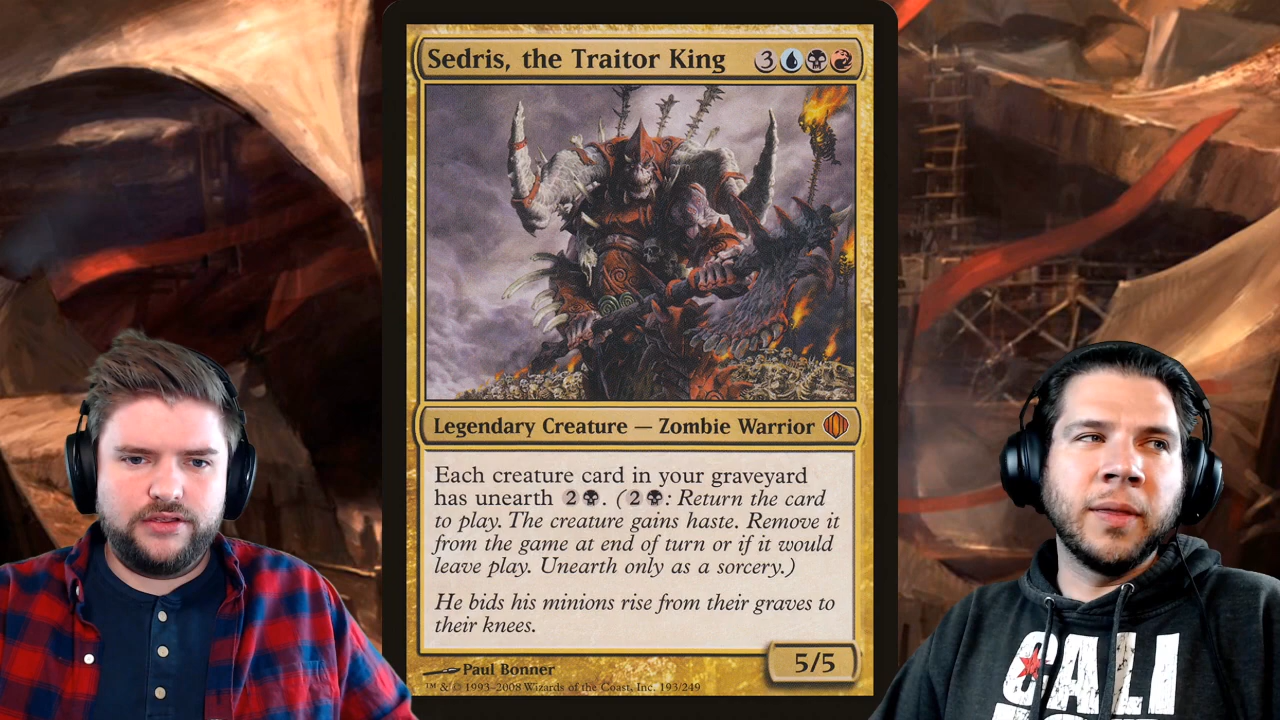 Sedris, the Traitor King 3
Legendary Creature — Zombie Warrior
Each creature card in your graveyard
has unearth 2. (2: Return the card
to play. The creature gains haste. Remove it
from the game at end of turn or if it would
leave play. Unearth only as a sorcery.)
He bids his minions rise from their graves to
their knees.
5/5
Paul Bonner
™ & © 1993–2008 Wizards of the Coast, Inc. 193/249
CALI